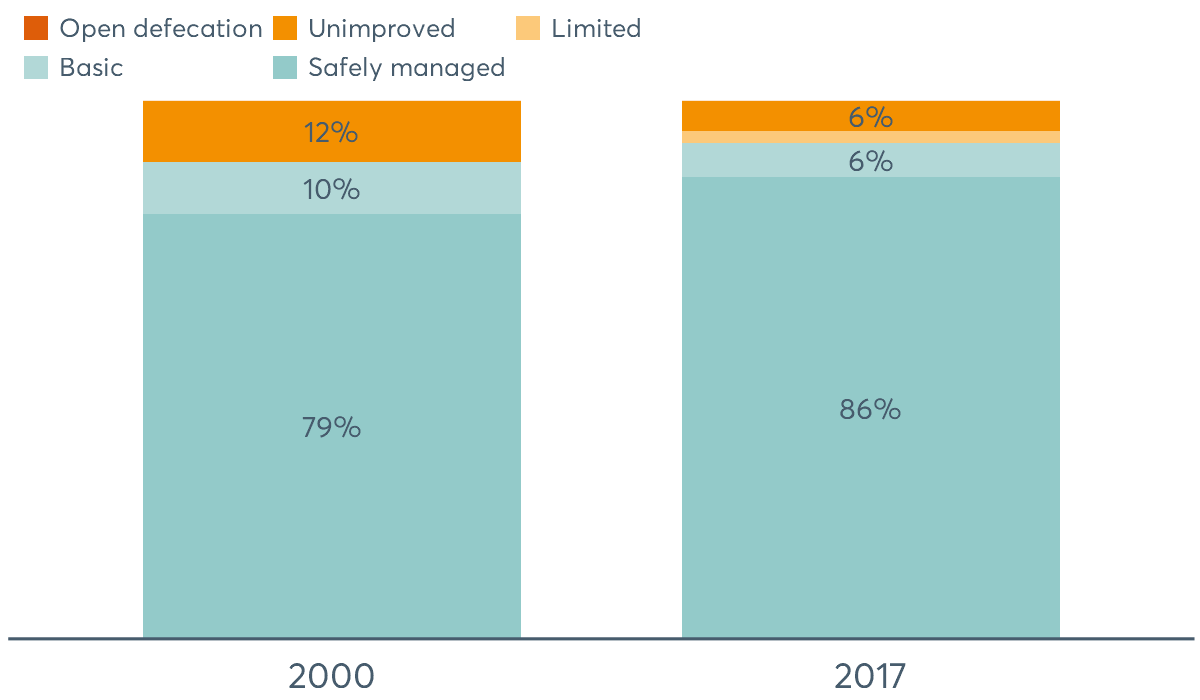 Open defecation Unimproved Limited
Basic Safely managed
12% 6%
10% 6%
79% 86%
2000 2017